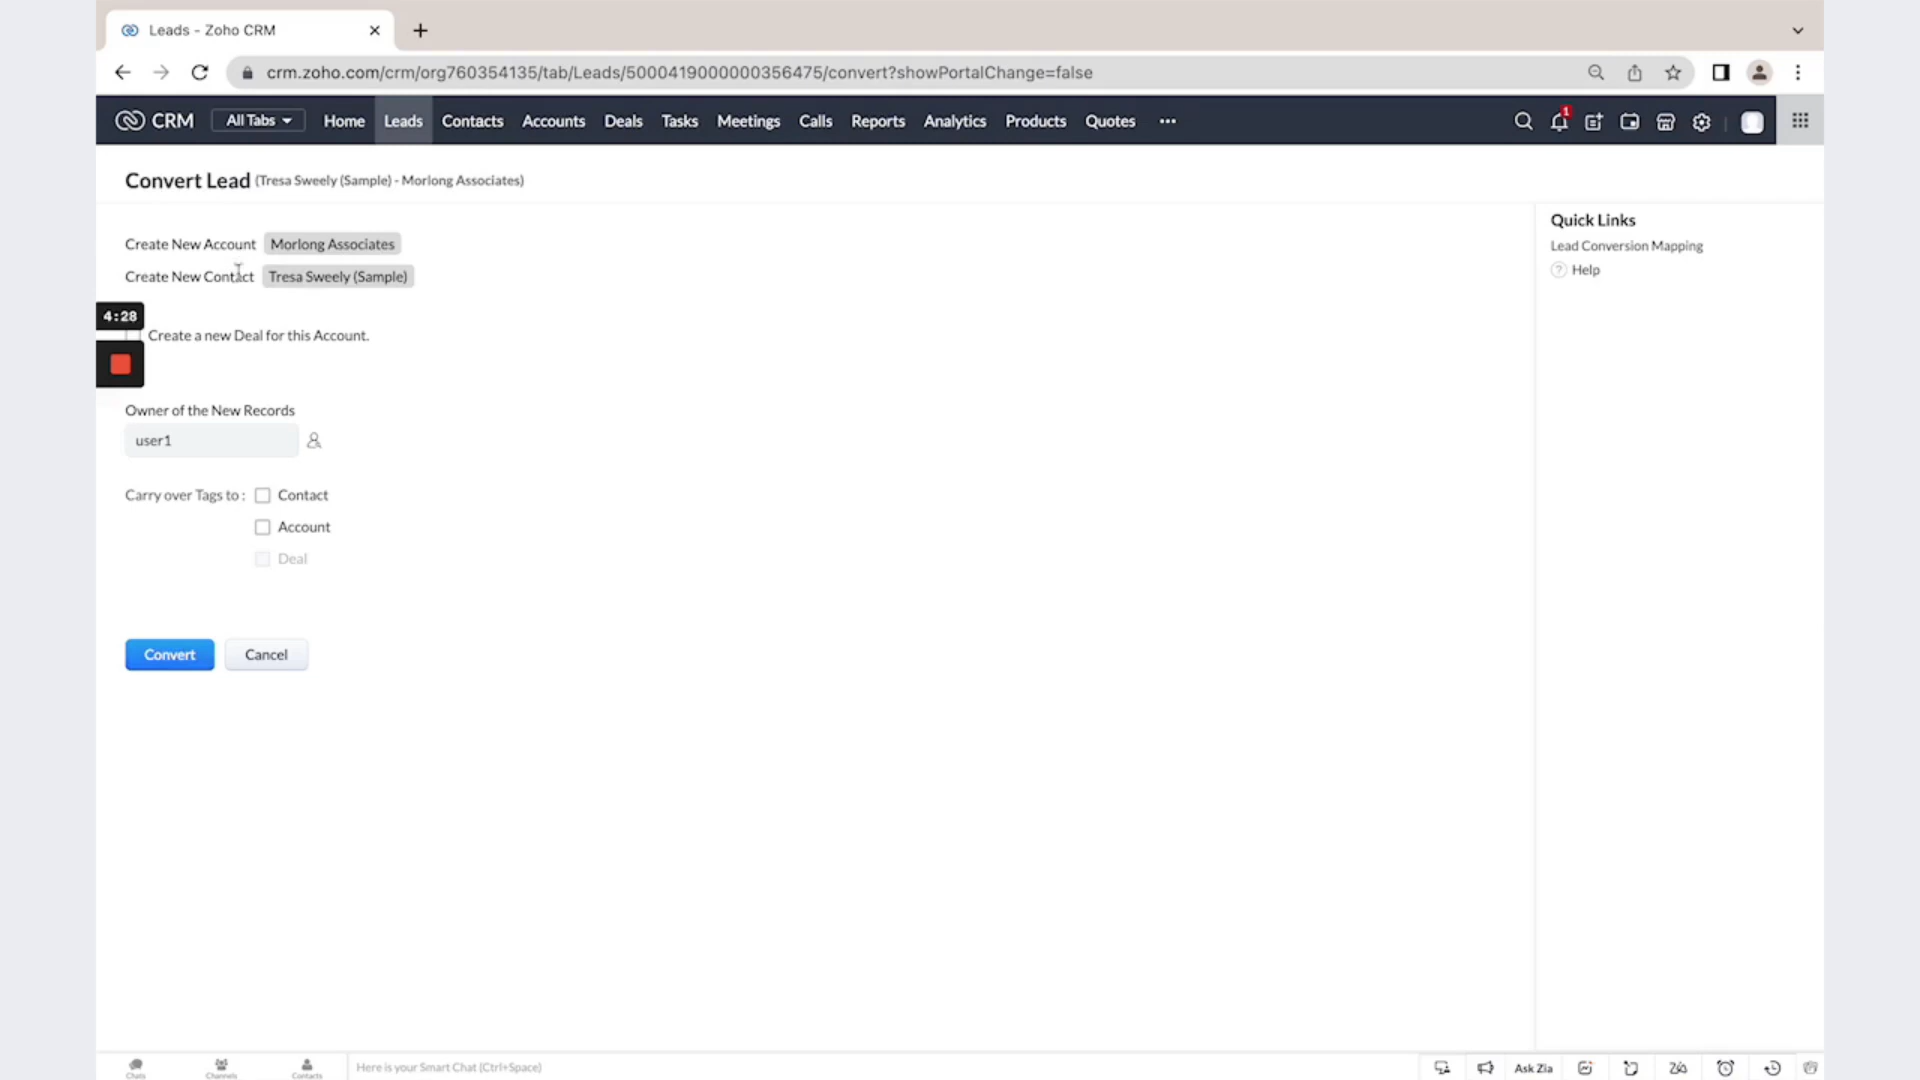 Leads - Zoho CRM
crm.zoho.com/crm/org760354135/tab/Leads/5000419000000356475/convert?showPortalChange=false
CRM All Tabs Home Leads Contacts Accounts Deals Tasks Meetings Calls Reports Analytics Products Quotes ••• 1
Convert Lead (Tresa Sweely (Sample) - Morlong Associates)
Quick Links
Create New Account Morlong Associates
Lead Conversion Mapping
Create New Contact Tresa Sweely (Sample)
? Help
4:28
Create a new Deal for this Account.
Owner of the New Records
user1
Carry over Tags to : Contact
Account
Deal
Convert Cancel
Chats Channels Contacts Here is your Smart Chat (Ctrl+Space) Ask Zia